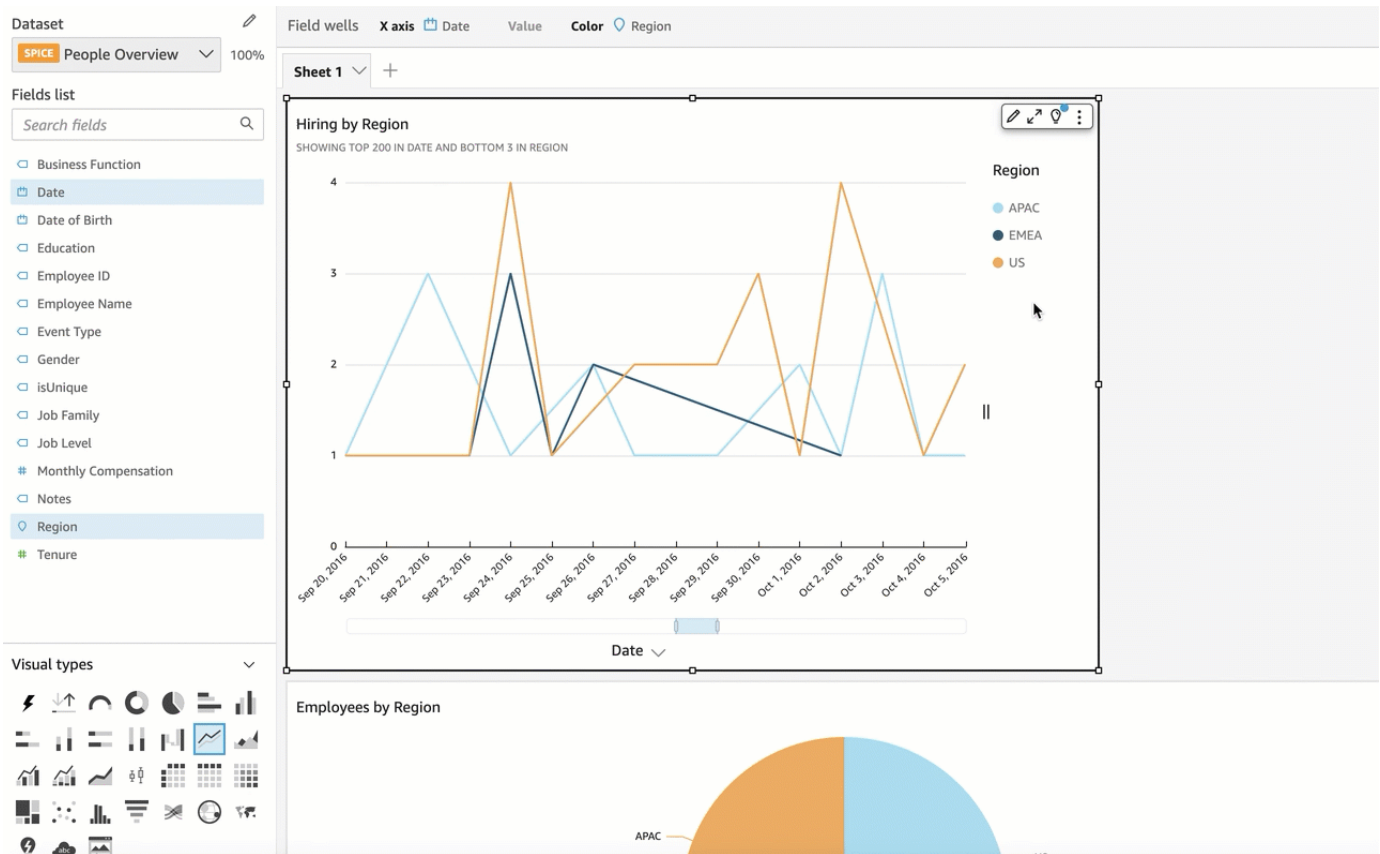 Dataset
SPICE People Overview 100%
Fields list
Search fields
Business Function
Date
Date of Birth
Education
Employee ID
Employee Name
Event Type
Gender
isUnique
Job Family
Job Level
Monthly Compensation
Notes
Region
Tenure
Visual types
abc
Field wells X axis Date Value Color Region
Sheet 1
Hiring by Region
SHOWING TOP 200 IN DATE AND BOTTOM 3 IN REGION
Region
APAC
EMEA
US
4
3
2
1
0
Sep 20, 2016
Sep 21, 2016
Sep 22, 2016
Sep 23, 2016
Sep 24, 2016
Sep 25, 2016
Sep 26, 2016
Sep 27, 2016
Sep 28, 2016
Sep 29, 2016
Sep 30, 2016
Oct 1, 2016
Oct 2, 2016
Oct 3, 2016
Oct 4, 2016
Oct 5, 2016
Date
Employees by Region
APAC